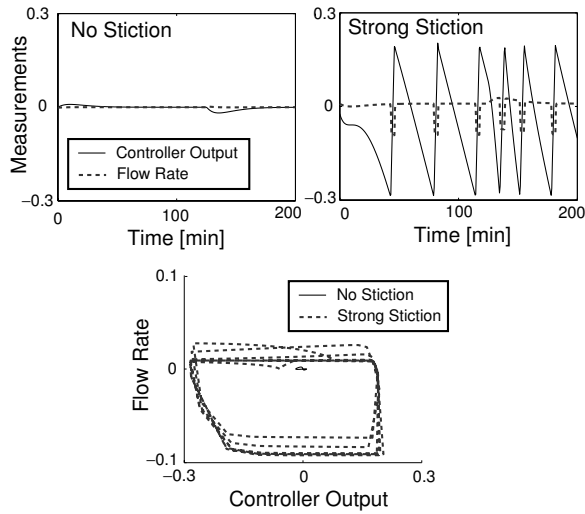 0.3
No Stiction
Measurements
0
Controller Output
Flow Rate
−0.3
0
100
200
Time [min]
0.3
Strong Stiction
0
−0.3
0
100
200
Time [min]
0.1
No Stiction
Strong Stiction
Flow Rate
0
−0.1
−0.3
0
0.3
Controller Output